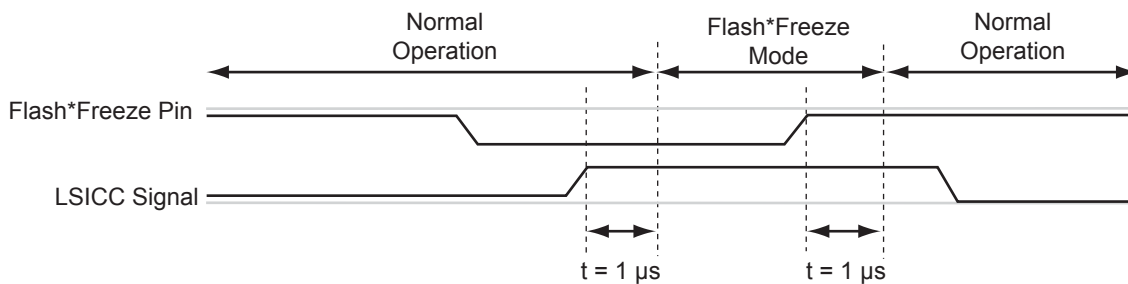 Normal
Operation
Flash*Freeze
Mode
Normal
Operation
Flash*Freeze Pin
LSICC Signal
t = 1 µs
t = 1 µs